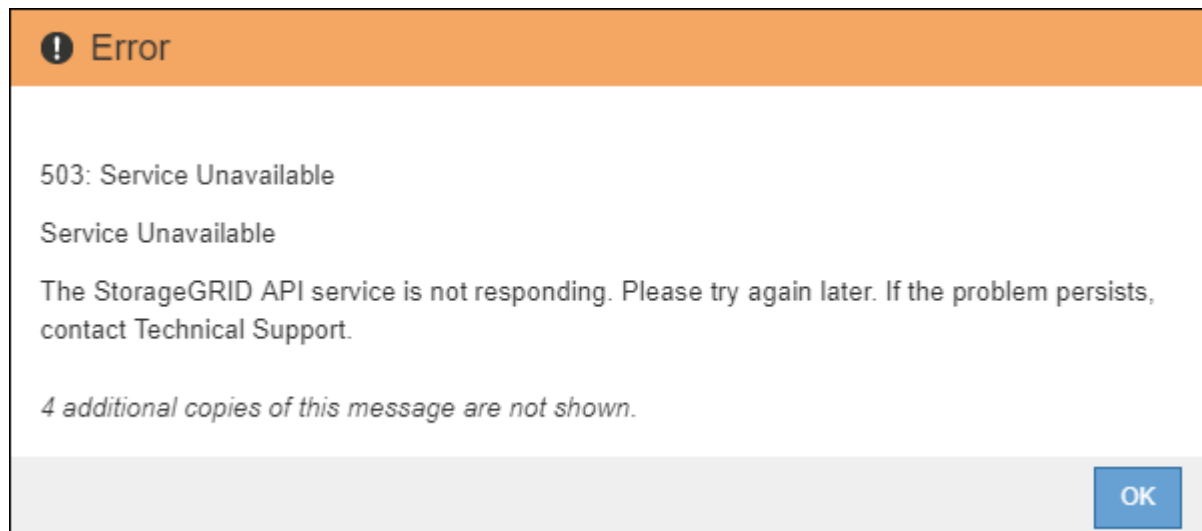 Error
503: Service Unavailable
Service Unavailable
The StorageGRID API service is not responding. Please try again later. If the problem persists,
contact Technical Support.
4 additional copies of this message are not shown.
OK